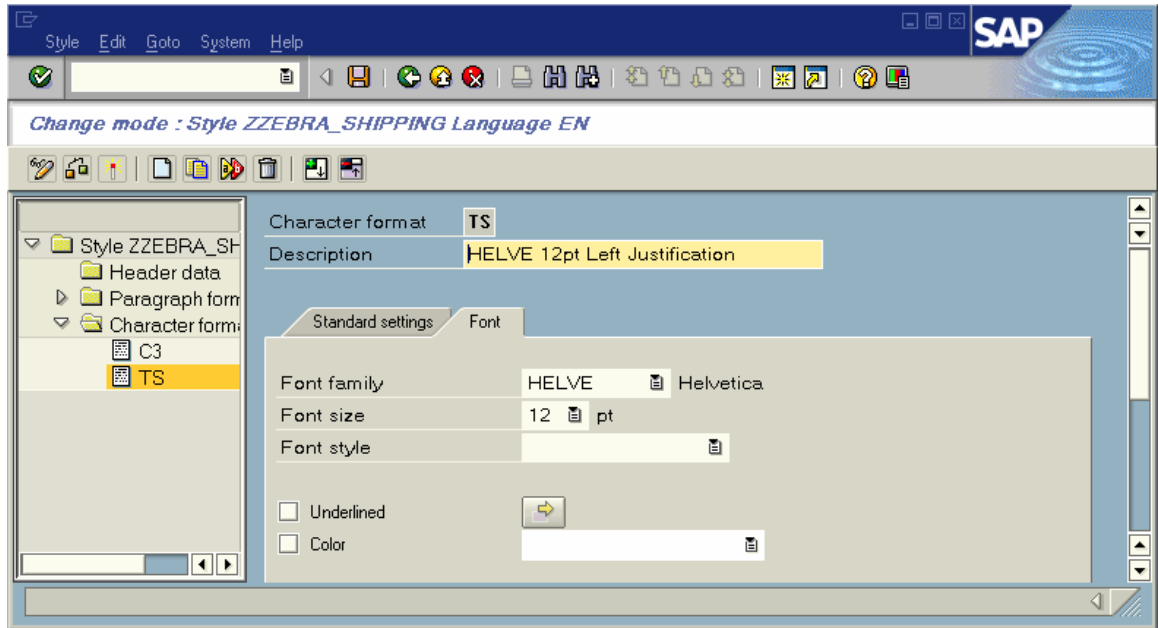 Style Edit Goto System Help
SAP
Change mode : Style ZZEBRA_SHIPPING Language EN
Style ZZEBRA_SH
Header data
Paragraph form
Character forma
C3
TS
Character format TS
Description HELVE 12pt Left Justification
Standard settings Font
Font family HELVE Helvetica
Font size 12 pt
Font style
Underlined
Color